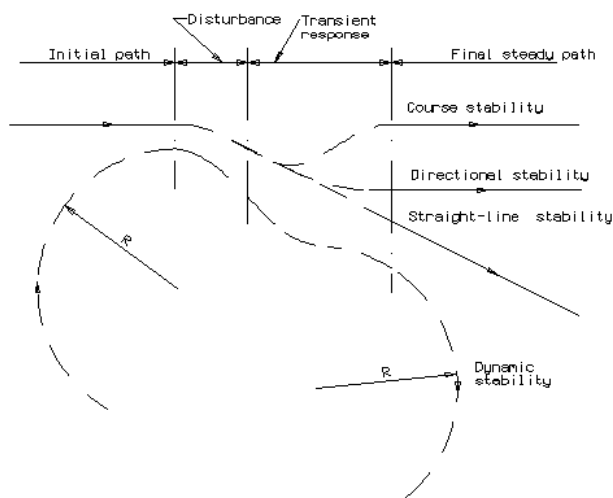 Disturbance
Transient
response
Initial path
Final steady path
Course stability
Directional stability
Straight-line stability
R
R
Dynamic
stability